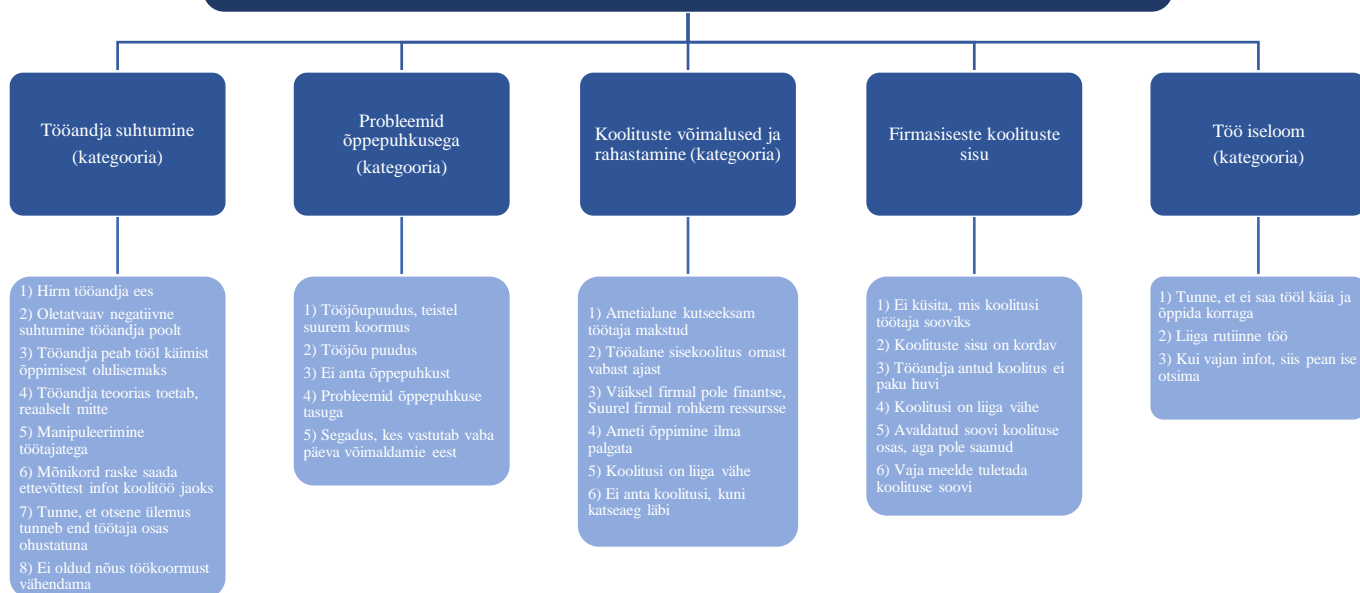 Tööandja suhtumine
(kategooria)
Probleemid
õppepuhkusega
(kategooria)
Koolituste võimalused ja
rahastamine (kategooria)
Firmasiseste koolituste
sisu
Töö iseloom
(kategooria)
1) Hirm tööandja ees
2) Oletatvaav negatiivne
suhtumine tööandja poolt
3) Tööandja peab tööl käimist
õppimisest olulisemaks
4) Tööandja teoorias toetab,
reaalselt mitte
5) Manipuleerimine
töötajatega
6) Mõnikord raske saada
ettevõttest infot koolitöö jaoks
7) Tunne, et otsene ülemus
tunneb end töötaja osas
ohustatuna
8) Ei oldud nõus töökoormust
vähendama
1) Tööjõupuudus, teistel
suurem koormus
2) Tööjõu puudus
3) Ei anta õppepuhkust
4) Probleemid õppepuhkuse
tasuga
5) Segadus, kes vastutab vaba
päeva võimaldamie eest
1) Ametialane kutseeksam
töötaja makstud
2) Tööalane sisekoolitus omast
vabast ajast
3) Väiksel firmal pole finantse,
Suurel firmal rohkem ressursse
4) Ameti õppimine ilma
palgata
5) Koolitusi on liiga vähe
6) Ei anta koolitusi, kuni
katseaeg läbi
1) Ei küsita, mis koolitusi
töötaja sooviks
2) Koolituste sisu on kordav
3) Tööandja antud koolitus ei
paku huvi
4) Koolitusi on liiga vähe
5) Avaldatud soovi koolituse
osas, aga pole saanud
6) Vaja meelde tuletada
koolituse soovi
1) Tunne, et ei saa tööl käia ja
õppida korraga
2) Liiga rutiinne töö
3) Kui vajan infot, siis pean ise
otsima